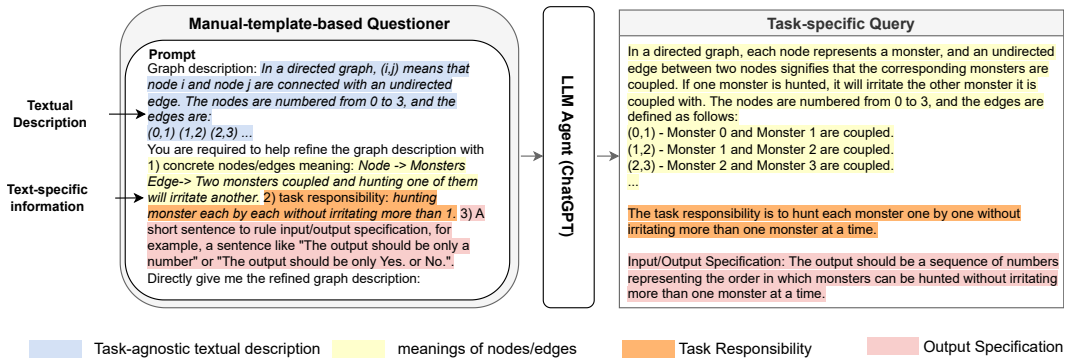 Manual-template-based Questioner
Prompt
Graph description: In a directed graph, (i,j) means that
node i and node j are connected with an undirected
edge. The nodes are numbered from 0 to 3, and the
edges are:
(0,1) (1,2) (2,3) ...
You are required to help refine the graph description with
1) concrete nodes/edges meaning: Node -> Monsters
Edge-> Two monsters coupled and hunting one of them
will irritate another. 2) task responsibility: hunting
monster each by each without irritating more than 1. 3) A
short sentence to rule input/output specification, for
example, a sentence like "The output should be only a
number" or "The output should be only Yes. or No.".
Directly give me the refined graph description:
Textual
Description
Text-specific
information
LLM Agent (ChatGPT)
Task-specific Query
In a directed graph, each node represents a monster, and an undirected
edge between two nodes signifies that the corresponding monsters are
coupled. If one monster is hunted, it will irritate the other monster it is
coupled with. The nodes are numbered from 0 to 3, and the edges are
defined as follows:
(0,1) - Monster 0 and Monster 1 are coupled.
(1,2) - Monster 1 and Monster 2 are coupled.
(2,3) - Monster 2 and Monster 3 are coupled.
...
The task responsibility is to hunt each monster one by one without
irritating more than one monster at a time.
Input/Output Specification: The output should be a sequence of numbers
representing the order in which monsters can be hunted without irritating
more than one monster at a time.
Task-agnostic textual description
meanings of nodes/edges
Task Responsibility
Output Specification